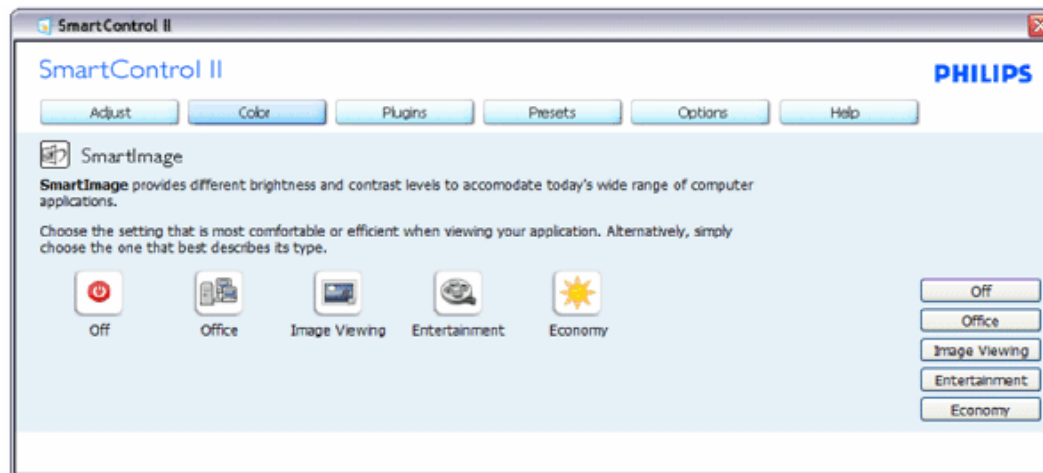 SmartControl II
SmartControl II
PHILIPS
Adjust Color Plugins Presets Options Help
SmartImage
SmartImage provides different brightness and contrast levels to accomodate today's wide range of computer
applications.
Choose the setting that is most comfortable or efficient when viewing your application. Alternatively, simply
choose the one that best describes its type.
Off Office Image Viewing Entertainment Economy
Off
Office
Image Viewing
Entertainment
Economy